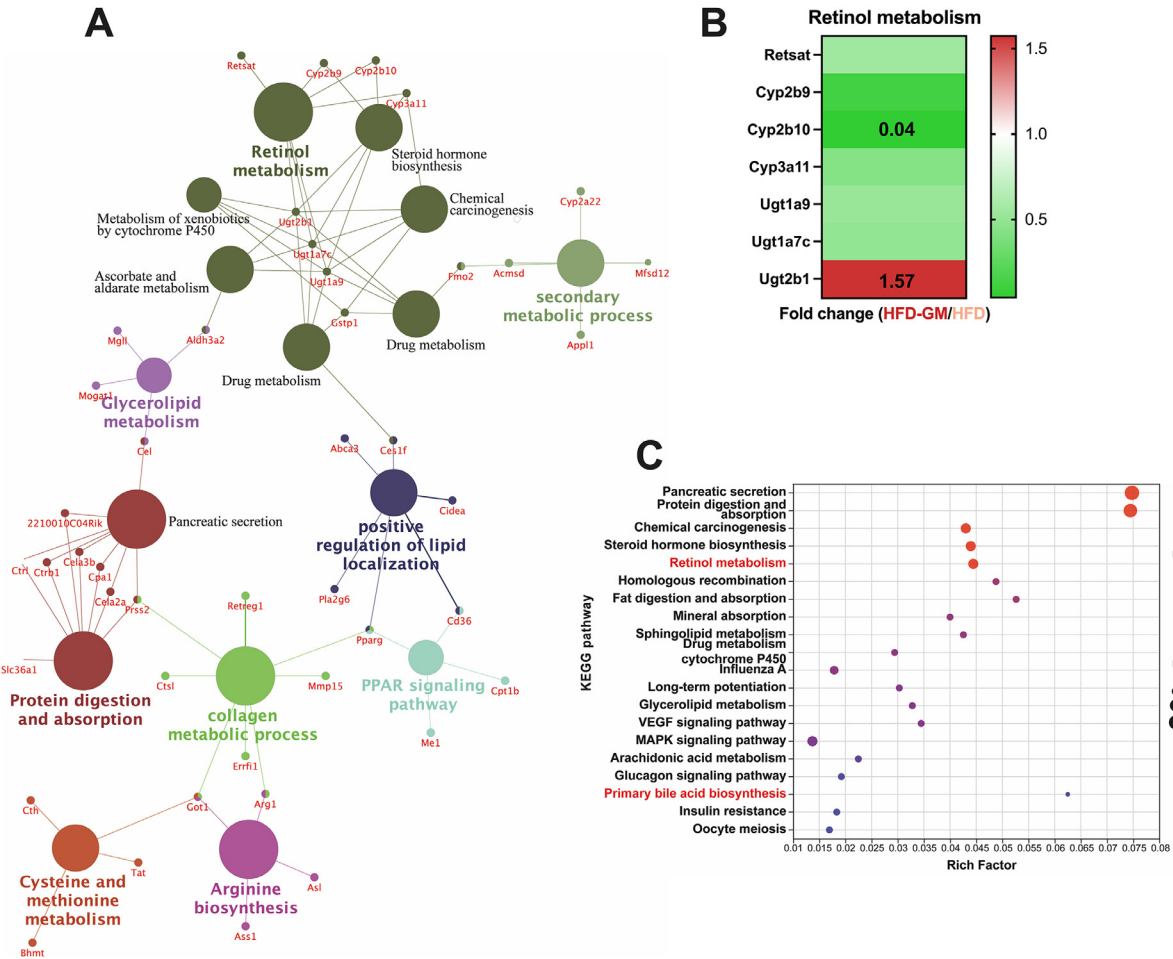 A
Retsat
Cyp2b9
Cyp2b10
Cyp3a11
Retinol
metabolism
Steroid hormone
biosynthesis
Chemical
carcinogenesis
Metabolism of xenobiotics
by cytochrome P450
Ugt2b1
Ugt1a7c
Ugt1a9
Ascorbate and
aldarate metabolism
Gstp1
Fmo2
Drug metabolism
Drug metabolism
Cyp2a22
Acmsd
Mfsd12
secondary
metabolic process
Appl1
Mgll
Aldh3a2
Mogat1
Glycerolipid
metabolism
Cel
Abca3
Ces1f
Cidea
positive
regulation of lipid
localization
Pla2g6
Cd36
Pparg
2210010C04Rik
Pancreatic secretion
Ctrl
Ctrb1
Cela3b
Cpa1
Cela2a
Prss2
Slc36a1
Protein digestion
and absorption
Retreg1
Ctsl
Mmp15
collagen
metabolic process
Errfi1
PPAR signaling
pathway
Cpt1b
Me1
Got1
Arg1
Cth
Tat
Cysteine and
methionine
metabolism
Bhmt
Arginine
biosynthesis
Asl
Ass1
B
Retinol metabolism
Retsat
Cyp2b9
Cyp2b10
0.04
Cyp3a11
Ugt1a9
Ugt1a7c
Ugt2b1
1.57
1.5
1.0
0.5
Fold change (HFD-GM/HFD)
C
KEGG pathway
Pancreatic secretion
Protein digestion and
absorption
Chemical carcinogenesis
Steroid hormone biosynthesis
Retinol metabolism
Homologous recombination
Fat digestion and absorption
Mineral absorption
Sphingolipid metabolism
Drug metabolism
cytochrome P450
Influenza A
Long-term potentiation
Glycerolipid metabolism
VEGF signaling pathway
MAPK signaling pathway
Arachidonic acid metabolism
Glucagon signaling pathway
Primary bile acid biosynthesis
Insulin resistance
Oocyte meiosis
0.01 0.015 0.02 0.025 0.03 0.035 0.04 0.045 0.05 0.055 0.06 0.065 0.07 0.075 0.08
Rich Factor